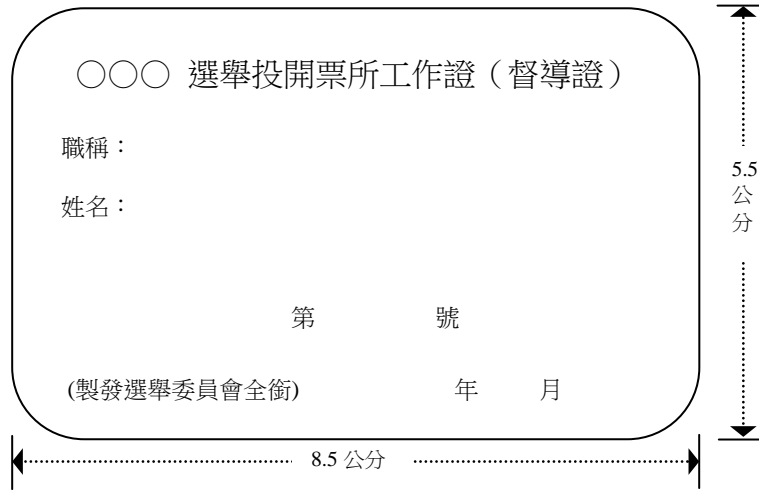 ○○○ 選舉投開票所工作證（督導證）
職稱：
姓名：
第 號
(製發選舉委員會全銜) 年 月
5.5
公
分
8.5 公分